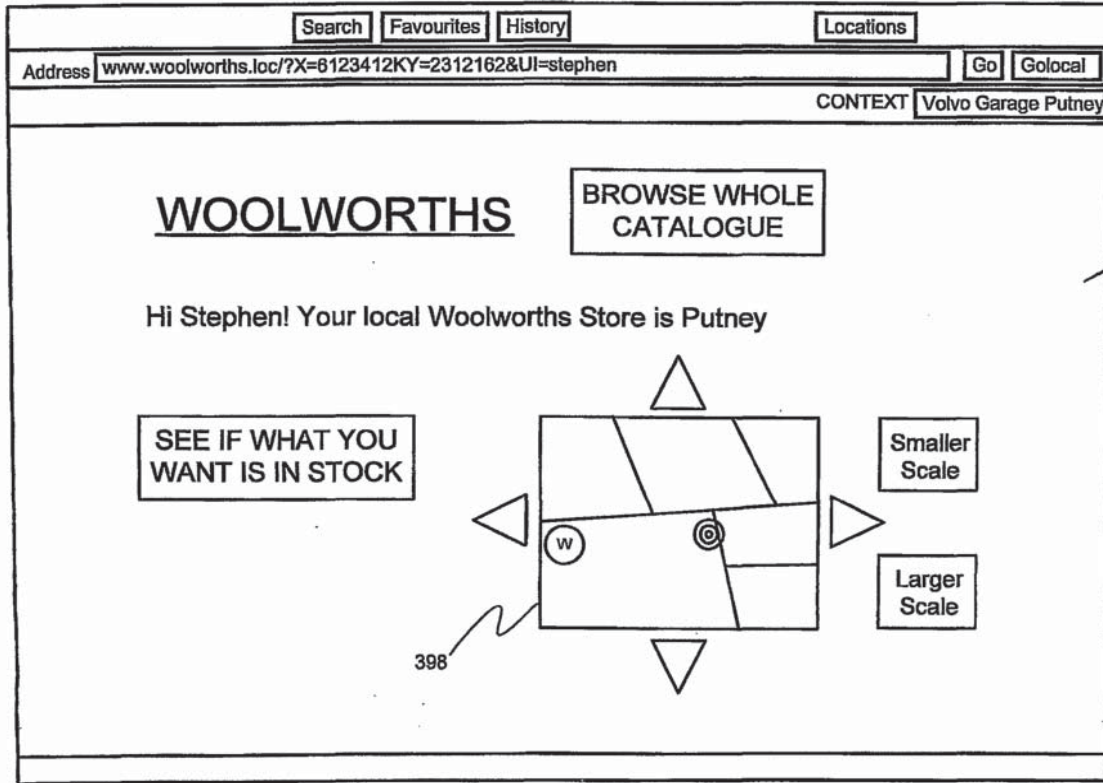 Search Favourites History Locations
Address www.woolworths.loc/?X=6123412KY=2312162&UI=stephen Go Golocal
CONTEXT Volvo Garage Putney
WOOLWORTHS
BROWSE WHOLE
CATALOGUE
Hi Stephen! Your local Woolworths Store is Putney
SEE IF WHAT YOU
WANT IS IN STOCK
Smaller
Scale
W
Larger
Scale
398